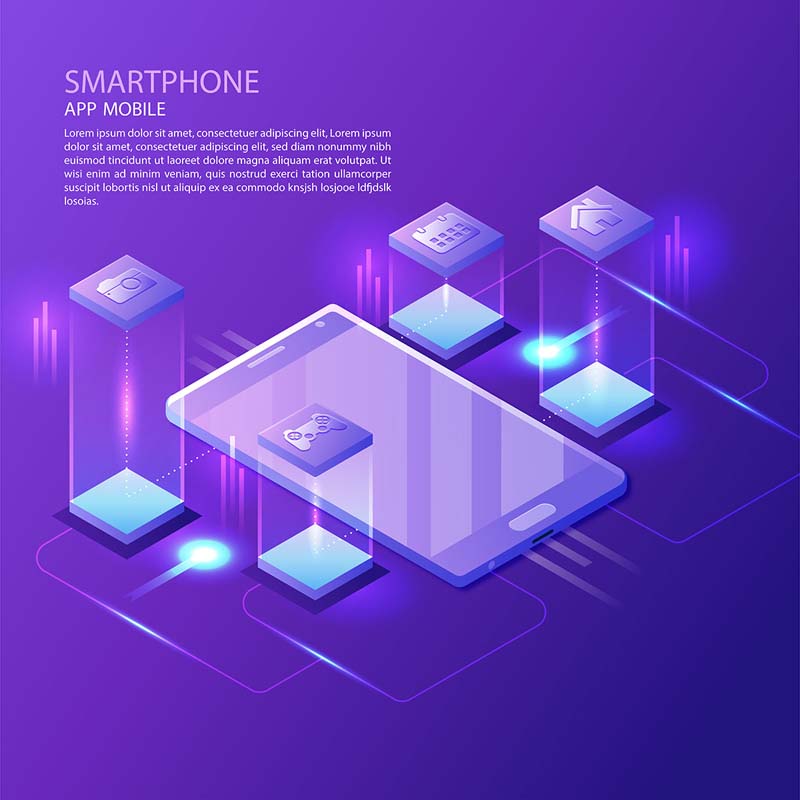 SMARTPHONE
APP MOBILE
Lorem ipsum dolor sit amet, consectetuer adipiscing elit, Lorem ipsum
dolor sit amet, consectetuer adipiscing elit, sed diam nonummy nibh
euismod tincidunt ut laoreet dolore magna aliquam erat volutpat. Ut
wisi enim ad minim veniam, quis nostrud exerci tation ullamcorper
suscipit lobortis nisl ut aliquip ex ea commodo knsjsh losjooe ldfjdslk
losoias.